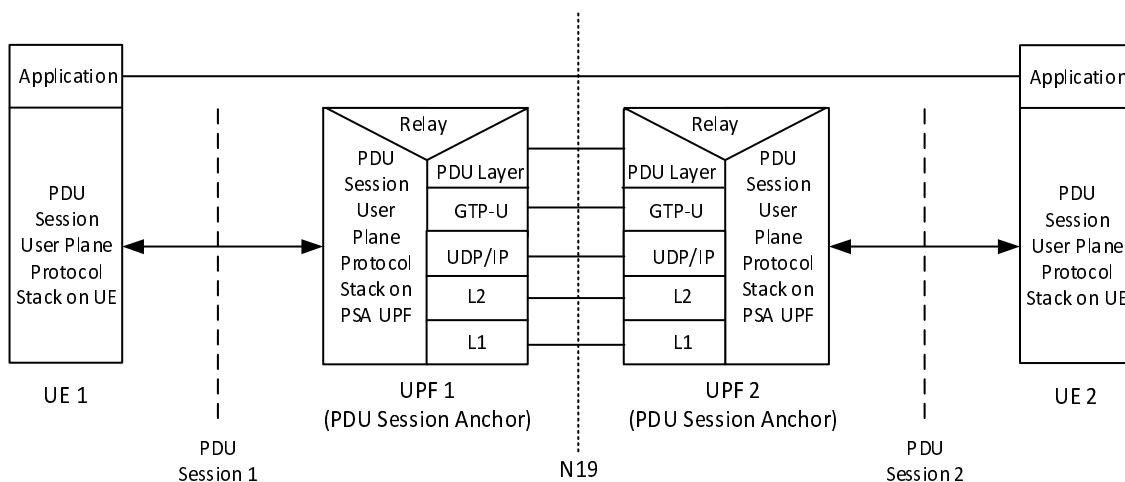 Application
PDU
Session
User Plane
Protocol
Stack on UE
UE 1
PDU
Session 1
Relay
PDU
Session
User
Plane
Protocol
Stack on
PSA UPF
PDU Layer
GTP-U
UDP/IP
L2
L1
UPF 1
(PDU Session Anchor)
N19
Relay
PDU Layer
GTP-U
UDP/IP
L2
L1
PDU
Session
User
Plane
Protocol
Stack on
PSA UPF
UPF 2
(PDU Session Anchor)
PDU
Session 2
Application
PDU
Session
User Plane
Protocol
Stack on UE
UE 2